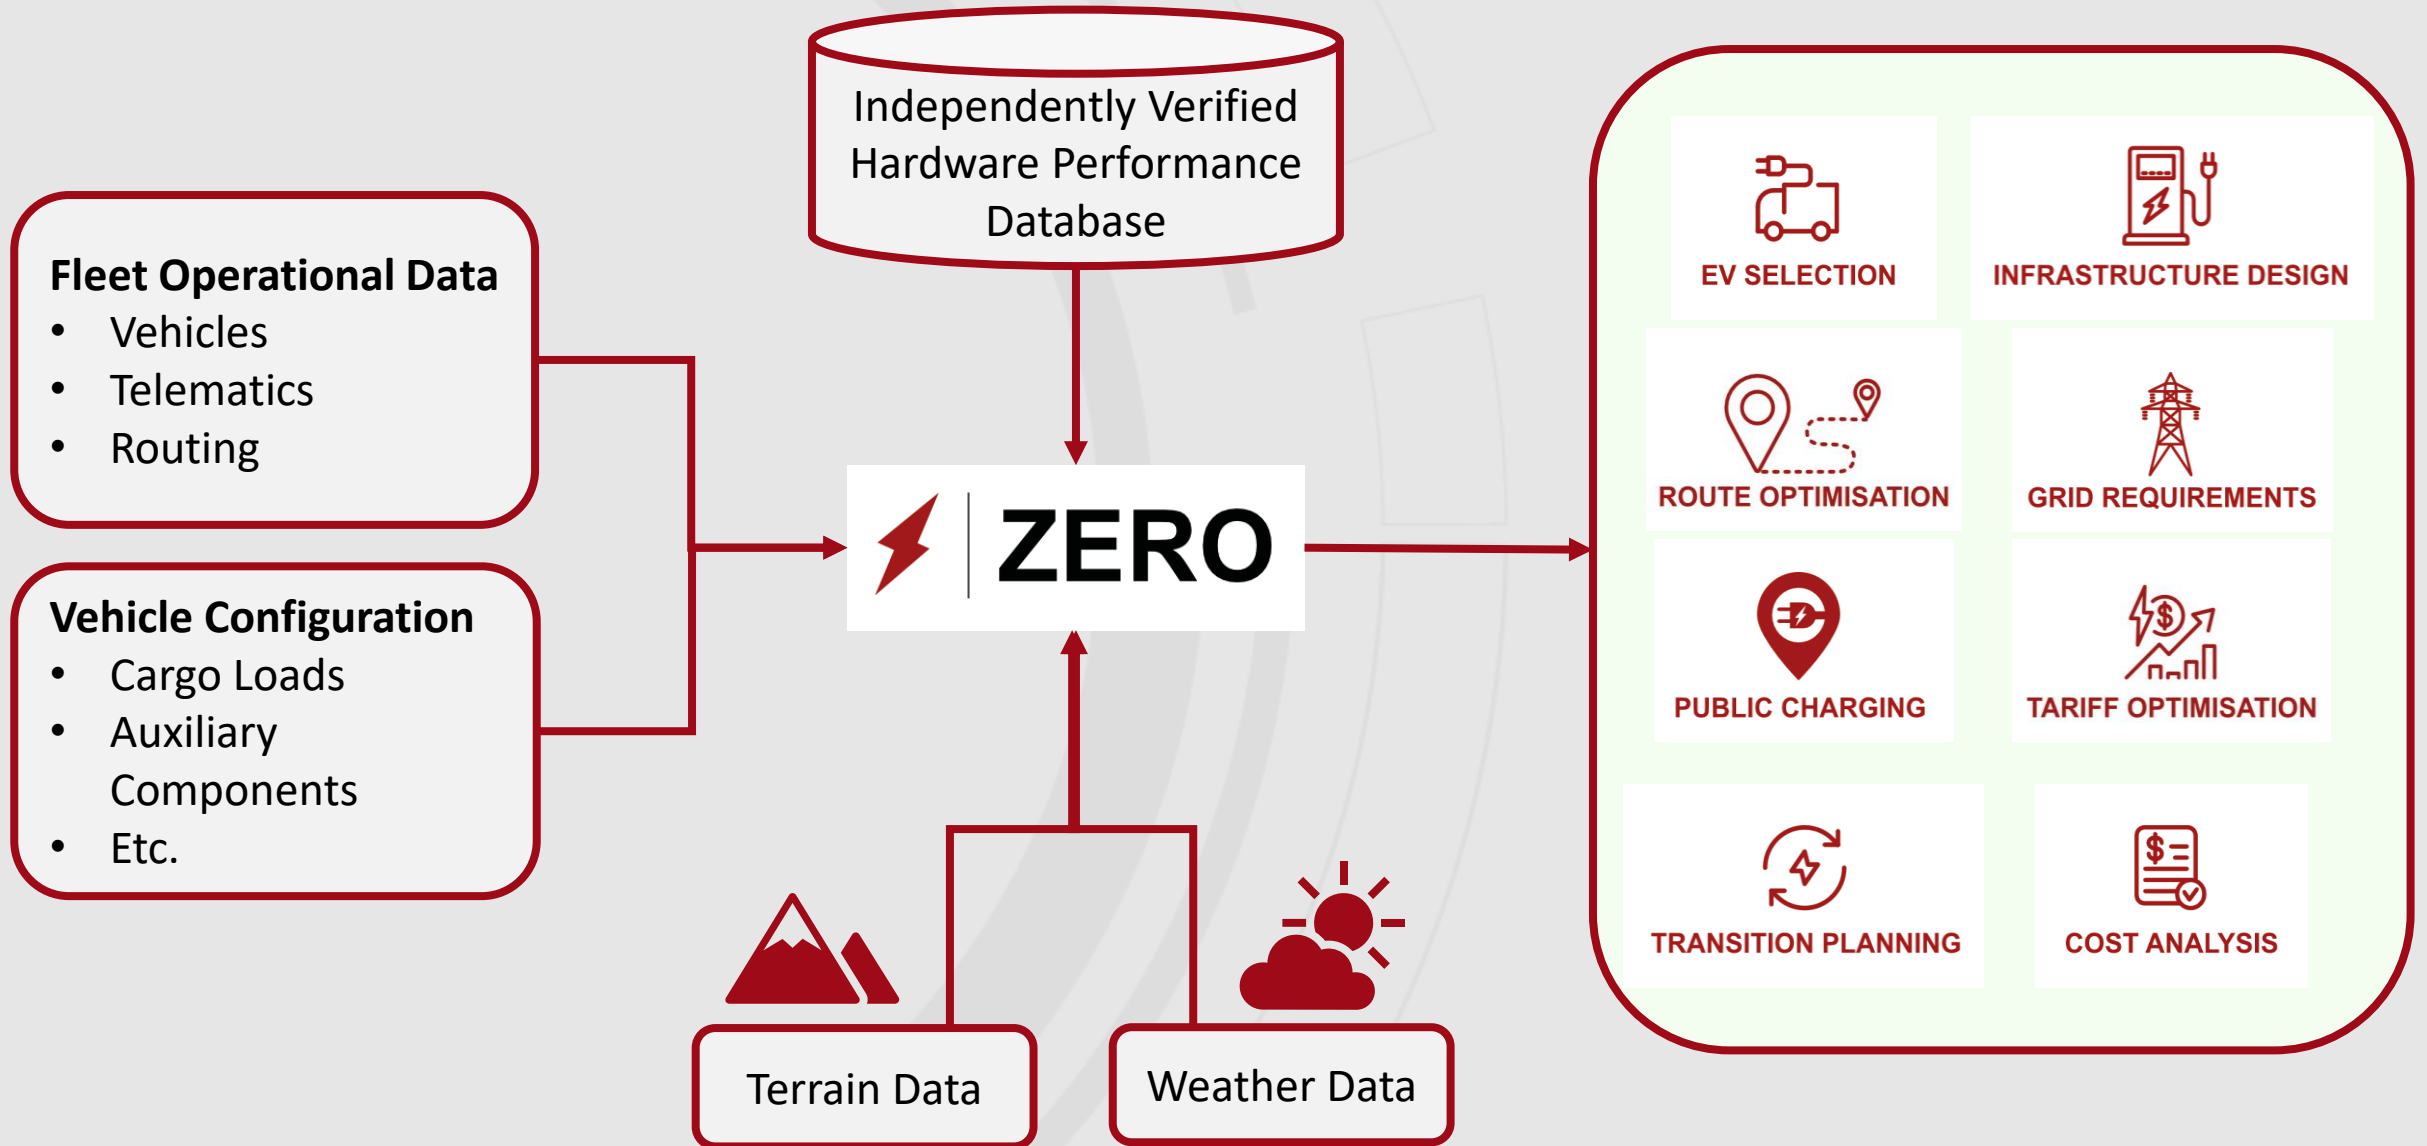 Independently Verified
Hardware Performance
Database
Fleet Operational Data
• Vehicles
• Telematics
• Routing
Vehicle Configuration
• Cargo Loads
• Auxiliary
Components
• Etc.
ZERO
Terrain Data
Weather Data
EV SELECTION
INFRASTRUCTURE DESIGN
ROUTE OPTIMISATION
GRID REQUIREMENTS
PUBLIC CHARGING
TARIFF OPTIMISATION
TRANSITION PLANNING
COST ANALYSIS